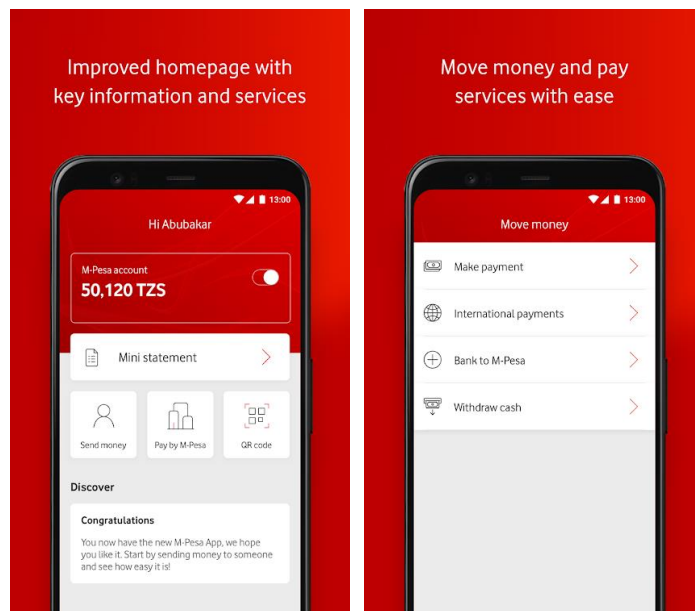 Improved homepage with
key information and services
13:00
Hi Abubakar
M-Pesa account
50,120 TZS
Mini statement
Send money
Pay by M-Pesa
QR code
Discover
Congratulations
You now have the new M-Pesa App, we hope
you like it. Start by sending money to someone
and see how easy it is!
Move money and pay
services with ease
13:00
Move money
Make payment
International payments
Bank to M-Pesa
Withdraw cash